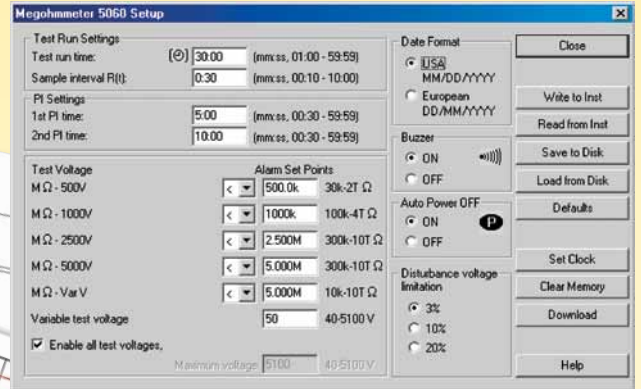 Megohmmeter 5060 Setup
Test Run Settings
Test run time: 30:00 (mm:ss, 01:00 - 59:59)
Sample interval R(t): 0:30 (mm:ss, 00:10 - 10:00)
PI Settings
1st PI time: 5:00 (mm:ss, 00:30 - 59:59)
2nd PI time: 10:00 (mm:ss, 00:30 - 59:59)
Test Voltage Alarm Set Points
MΩ - 500V < 500.0k 30k-2T Ω
MΩ - 1000V < 1000k 100k-4T Ω
MΩ - 2500V < 2.500M 300k-10T Ω
MΩ - 5000V < 5.000M 300k-10T Ω
MΩ - Var V < 5.000M 10k-10T Ω
Variable test voltage 50 40-5100 V
Enable all test voltages,
Maximum voltage 5100 40-5100 V
Date Format
USA
MM/DD/YYYY
European
DD/MM/YYYY
Buzzer
ON
OFF
Auto Power OFF
ON P
OFF
Disturbance voltage
limitation
3%
10%
20%
Close
Write to Inst
Read from Inst
Save to Disk
Load from Disk
Defaults
Set Clock
Clear Memory
Download
Help